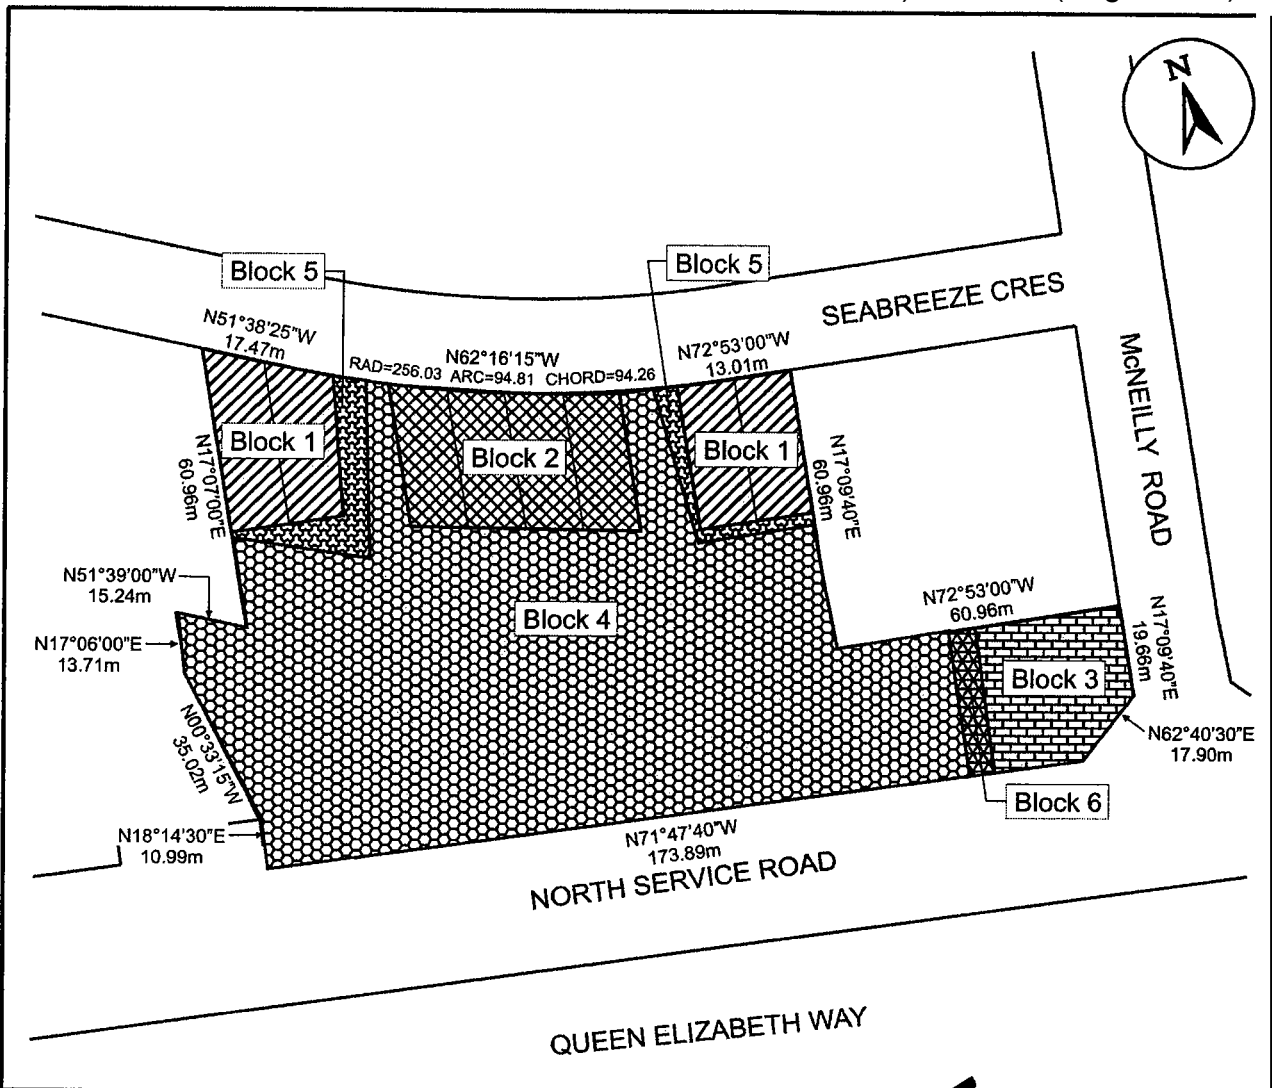 N
Block 5
Block 5
SEABREEZE CRES
N51°38'25"W
17.47m
N62°16'15"W
RAD=256.03 ARC=94.81 CHORD=94.26
N72°53'00"W
13.01m
McNEILLY ROAD
Block 1
Block 2
Block 1
N17°07'00"E
60.96m
N17°09'40"E
60.96m
N51°39'00"W
15.24m
N17°06'00"E
13.71m
Block 4
N72°53'00"W
60.96m
N17°09'40"E
19.66m
Block 3
N00°33'15"W
35.02m
N62°40'30"E
17.90m
Block 6
N18°14'30"E
10.99m
N71°47'40"W
173.89m
NORTH SERVICE ROAD
QUEEN ELIZABETH WAY